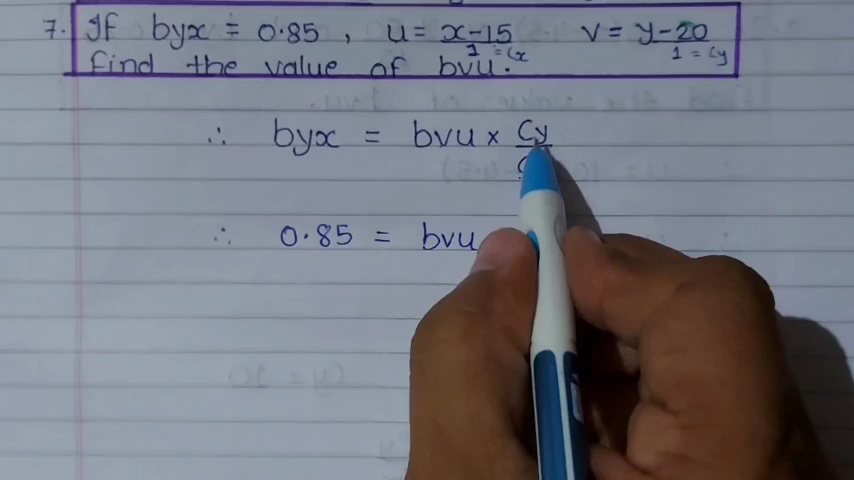 7. If byx = 0.85, u = x-15/1 = Cx v = y-20/1 = Cy
find the value of bvu.
∴ byx = bvu × Cy/C
∴ 0.85 = bvu